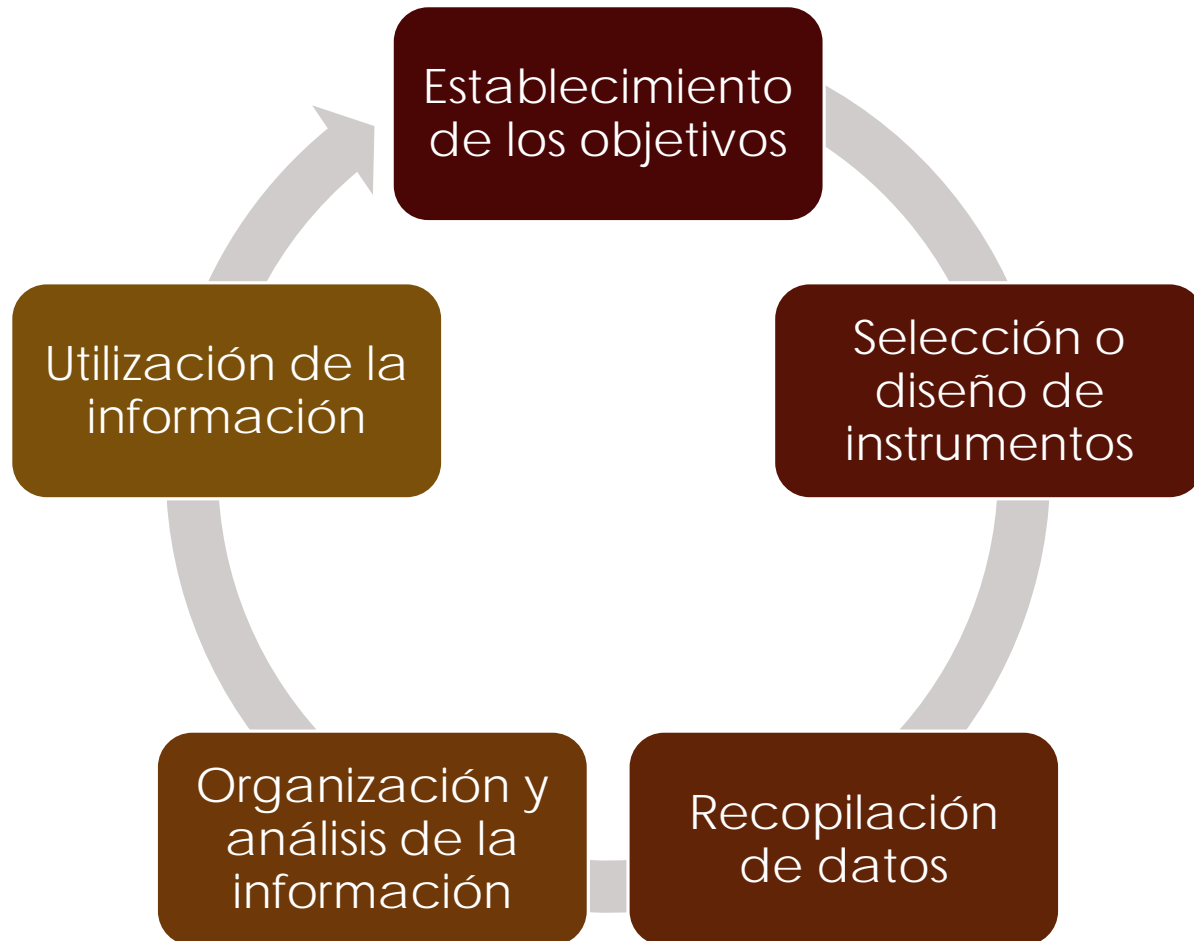 Establecimiento
de los objetivos
Selección o
diseño de
instrumentos
Recopilación
de datos
Organización y
análisis de la
información
Utilización de la
información